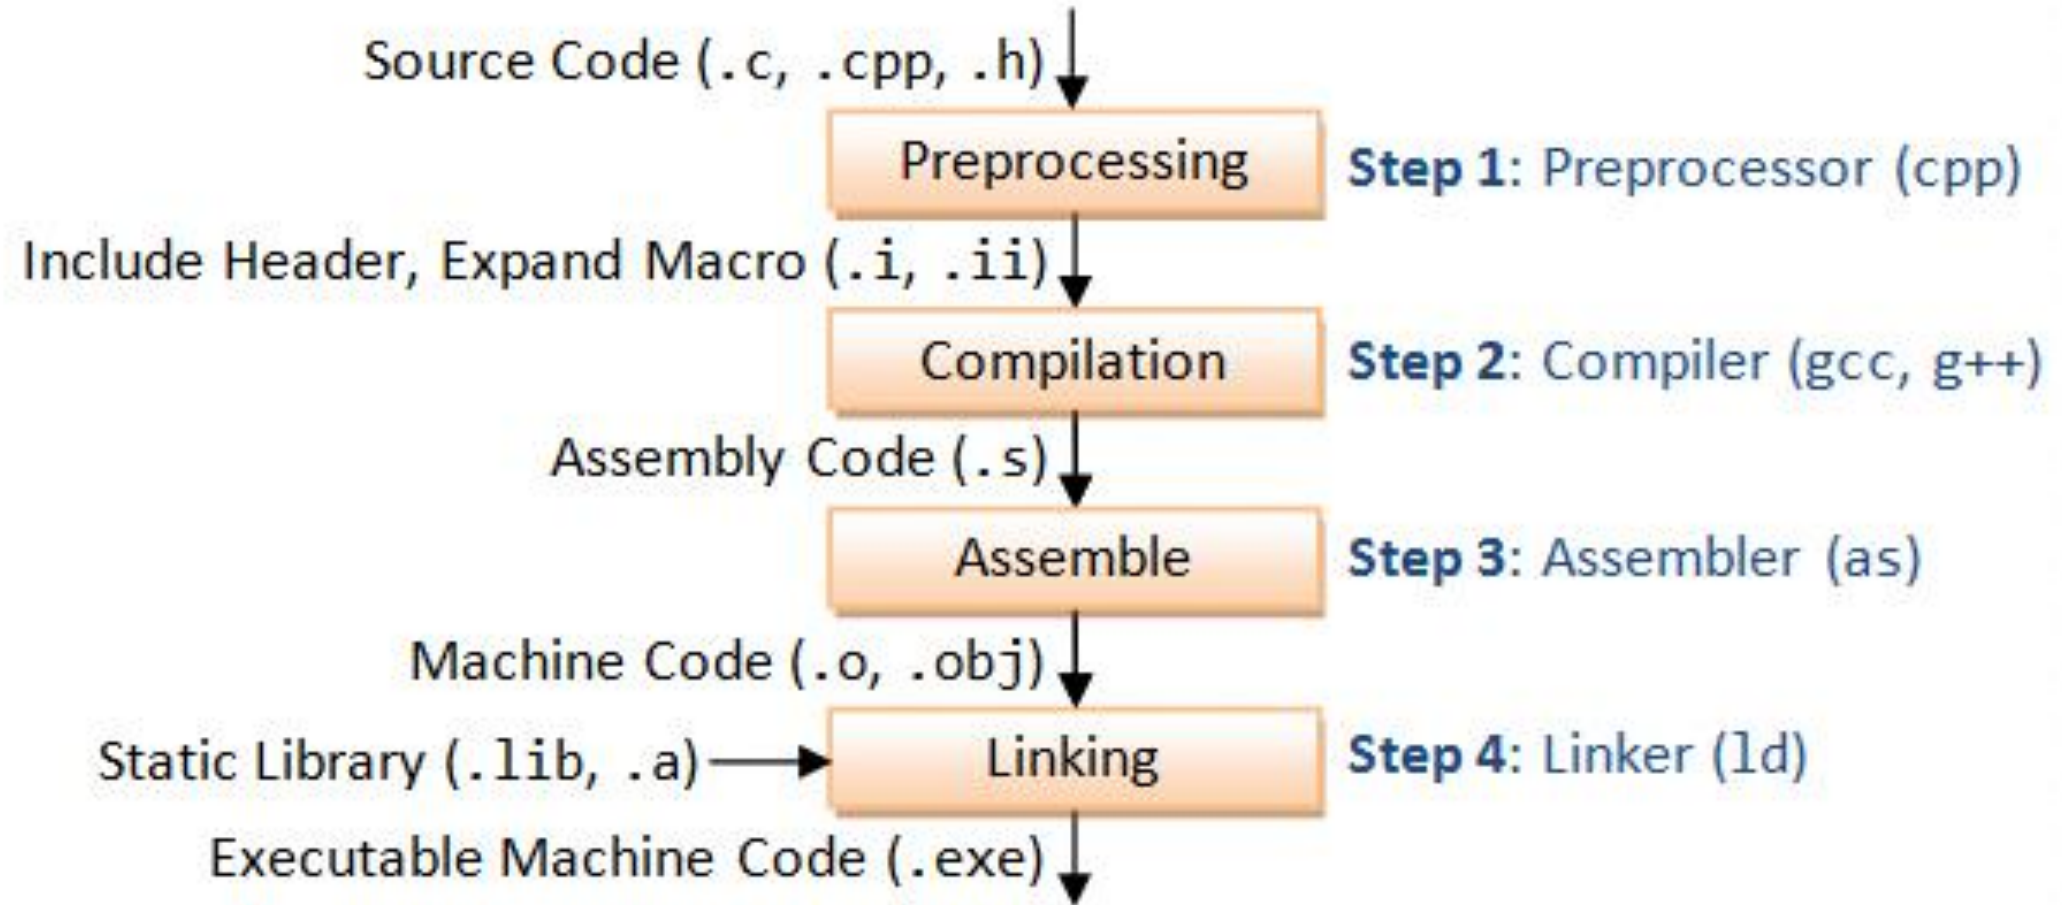 Source Code (.c, .cpp, .h)
Preprocessing
Step 1: Preprocessor (cpp)
Include Header, Expand Macro (.i, .ii)
Compilation
Step 2: Compiler (gcc, g++)
Assembly Code (.s)
Assemble
Step 3: Assembler (as)
Machine Code (.o, .obj)
Static Library (.lib, .a)
Linking
Step 4: Linker (ld)
Executable Machine Code (.exe)